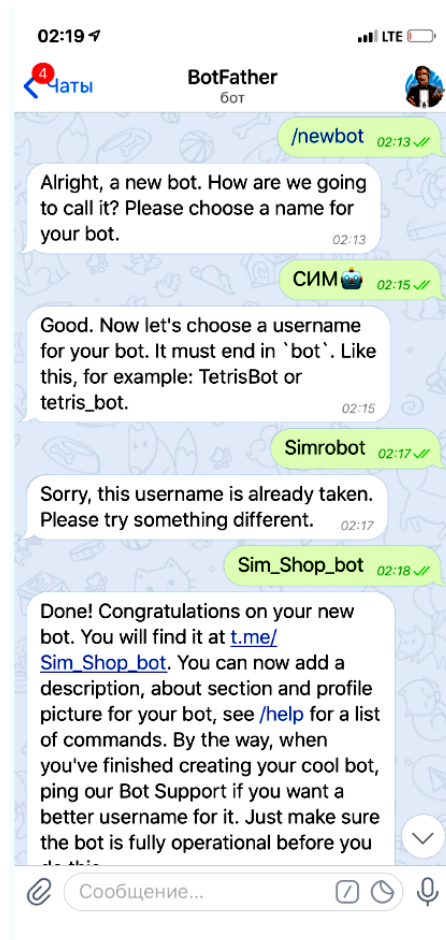 02:19
LTE
4
Чаты
BotFather
бот
/newbot 02:13
Alright, a new bot. How are we going
to call it? Please choose a name for
your bot.
02:13
СИМ🤖 02:15
Good. Now let's choose a username
for your bot. It must end in `bot`. Like
this, for example: TetrisBot or
tetris_bot.
02:15
Simrobot 02:17
Sorry, this username is already taken.
Please try something different. 02:17
Sim_Shop_bot 02:18
Done! Congratulations on your new
bot. You will find it at t.me/
Sim_Shop_bot. You can now add a
description, about section and profile
picture for your bot, see /help for a list
of commands. By the way, when
you've finished creating your cool bot,
ping our Bot Support if you want a
better username for it. Just make sure
the bot is fully operational before you
do this
Сообщение...